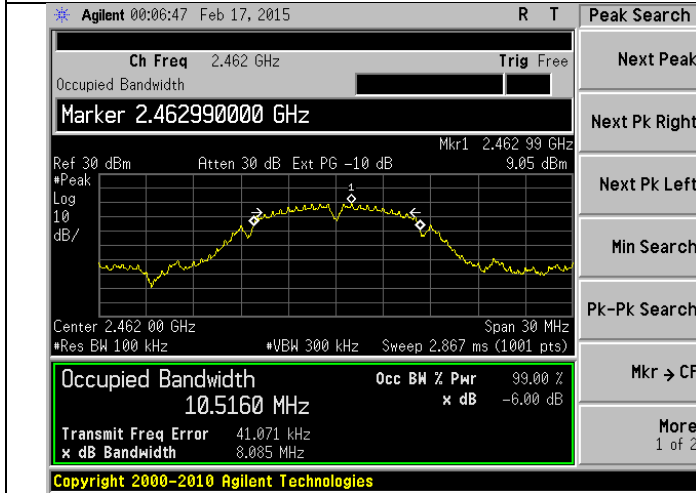 Agilent 00:06:47 Feb 17, 2015 R T
Peak Search
Ch Freq 2.462 GHz Trig Free
Occupied Bandwidth
Marker 2.462990000 GHz
Mkr1 2.462 99 GHz
Ref 30 dBm Atten 30 dB Ext PG -10 dB 9.05 dBm
#Peak
Log
10
dB/
1
Center 2.462 00 GHz Span 30 MHz
#Res BW 100 kHz #VBW 300 kHz Sweep 2.867 ms (1001 pts)
Occupied Bandwidth Occ BW % Pwr 99.00 %
10.5160 MHz x dB -6.00 dB
Transmit Freq Error 41.071 kHz
x dB Bandwidth 8.085 MHz
Copyright 2000-2010 Agilent Technologies
Next Peak
Next Pk Right
Next Pk Left
Min Search
Pk-Pk Search
Mkr → CF
More
1 of 2